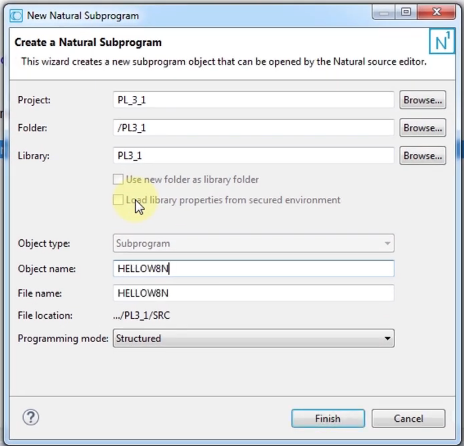 New Natural Subprogram
Create a Natural Subprogram
This wizard creates a new subprogram object that can be opened by the Natural source editor.
N1
Project: PL_3_1 Browse...
Folder: /PL3_1 Browse...
Library: PL3_1 Browse...
Use new folder as library folder
Load library properties from secured environment
Object type: Subprogram
Object name: HELLOW8N
File name: HELLOW8N
File location: .../PL3_1/SRC
Programming mode: Structured
? Finish Cancel